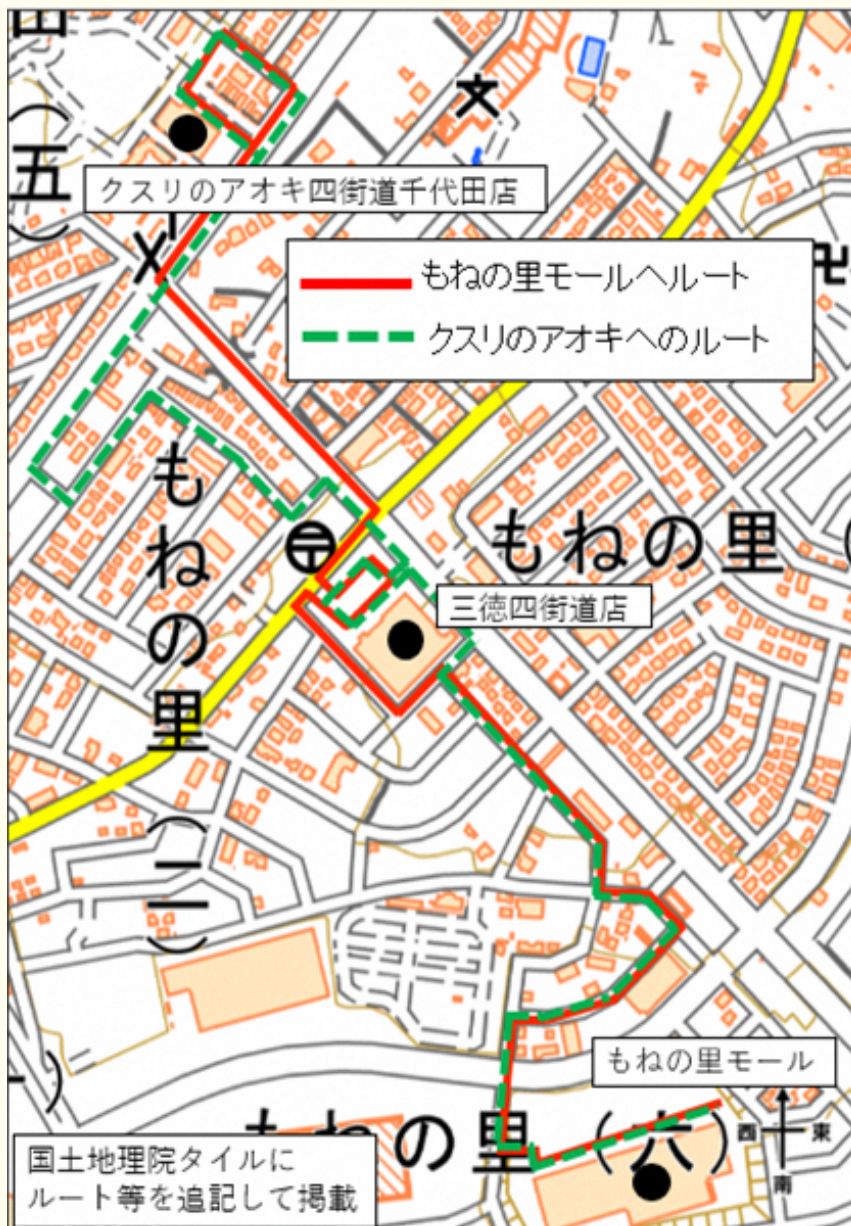 田
（五）
文
クスリのアオキ四街道千代田店
X
卍
もねの里モールへルート
クスリのアオキへのルート
もねの里（
もねの里（二）
〒
三徳四街道店
もねの里モール
もねの里（六）
西
東
南
国土地理院タイルに
ルート等を追記して掲載